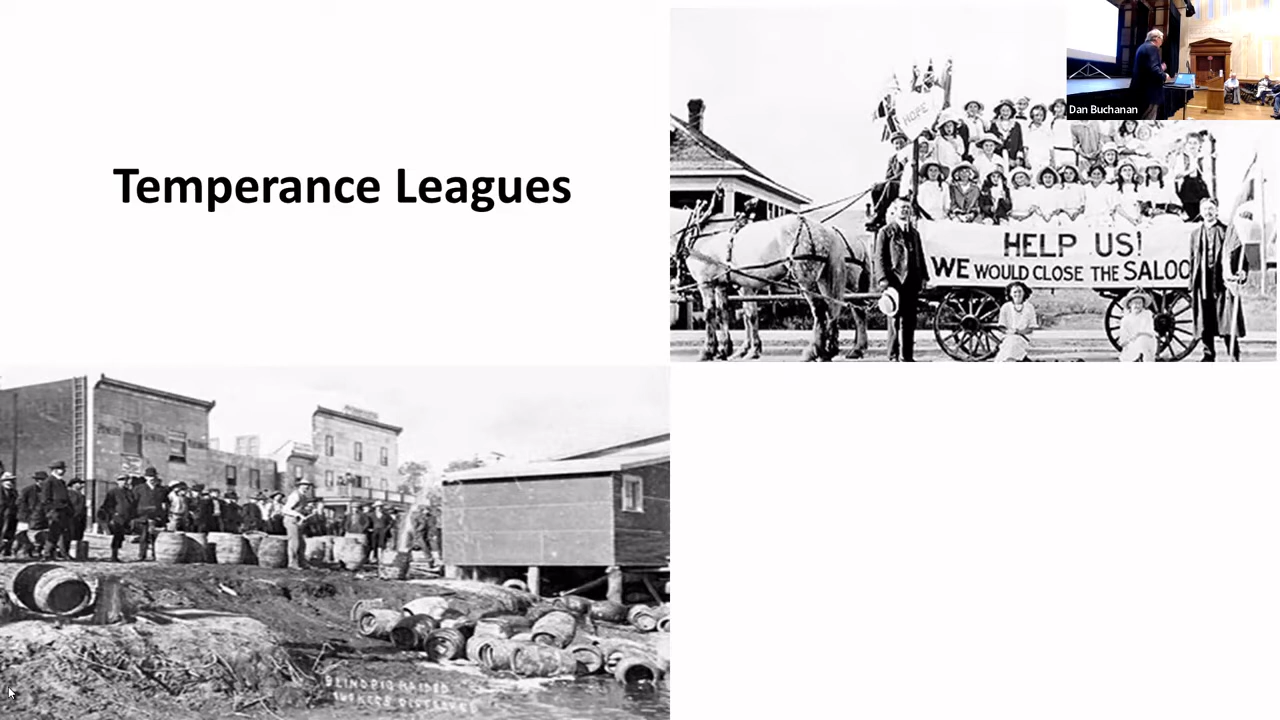 Temperance Leagues
Dan Buchanan
HOPE
HELP US!
WE WOULD CLOSE THE SALOO
BLIND PIG RAIDED